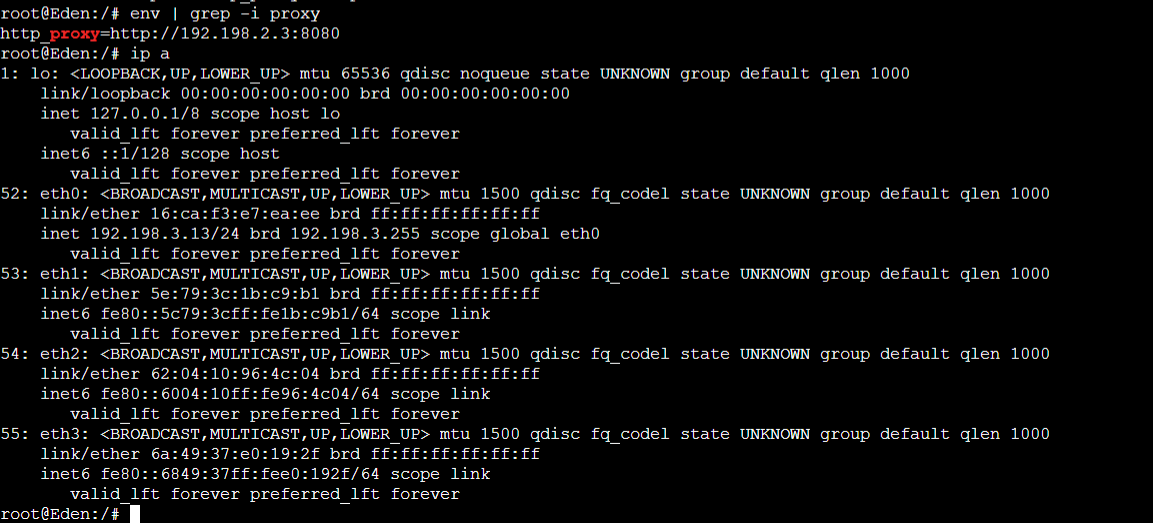 root@Eden:/# env | grep -i proxy
http_proxy=http://192.198.2.3:8080
root@Eden:/# ip a
1: lo: <LOOPBACK,UP,LOWER_UP> mtu 65536 qdisc noqueue state UNKNOWN group default qlen 1000
    link/loopback 00:00:00:00:00:00 brd 00:00:00:00:00:00
    inet 127.0.0.1/8 scope host lo
       valid_lft forever preferred_lft forever
    inet6 ::1/128 scope host
       valid_lft forever preferred_lft forever
52: eth0: <BROADCAST,MULTICAST,UP,LOWER_UP> mtu 1500 qdisc fq_codel state UNKNOWN group default qlen 1000
    link/ether 16:ca:f3:e7:ea:ee brd ff:ff:ff:ff:ff:ff
    inet 192.198.3.13/24 brd 192.198.3.255 scope global eth0
       valid_lft forever preferred_lft forever
53: eth1: <BROADCAST,MULTICAST,UP,LOWER_UP> mtu 1500 qdisc fq_codel state UNKNOWN group default qlen 1000
    link/ether 5e:79:3c:1b:c9:b1 brd ff:ff:ff:ff:ff:ff
    inet6 fe80::5c79:3cff:fe1b:c9b1/64 scope link
       valid_lft forever preferred_lft forever
54: eth2: <BROADCAST,MULTICAST,UP,LOWER_UP> mtu 1500 qdisc fq_codel state UNKNOWN group default qlen 1000
    link/ether 62:04:10:96:4c:04 brd ff:ff:ff:ff:ff:ff
    inet6 fe80::6004:10ff:fe96:4c04/64 scope link
       valid_lft forever preferred_lft forever
55: eth3: <BROADCAST,MULTICAST,UP,LOWER_UP> mtu 1500 qdisc fq_codel state UNKNOWN group default qlen 1000
    link/ether 6a:49:37:e0:19:2f brd ff:ff:ff:ff:ff:ff
    inet6 fe80::6849:37ff:fee0:192f/64 scope link
       valid_lft forever preferred_lft forever
root@Eden:/#